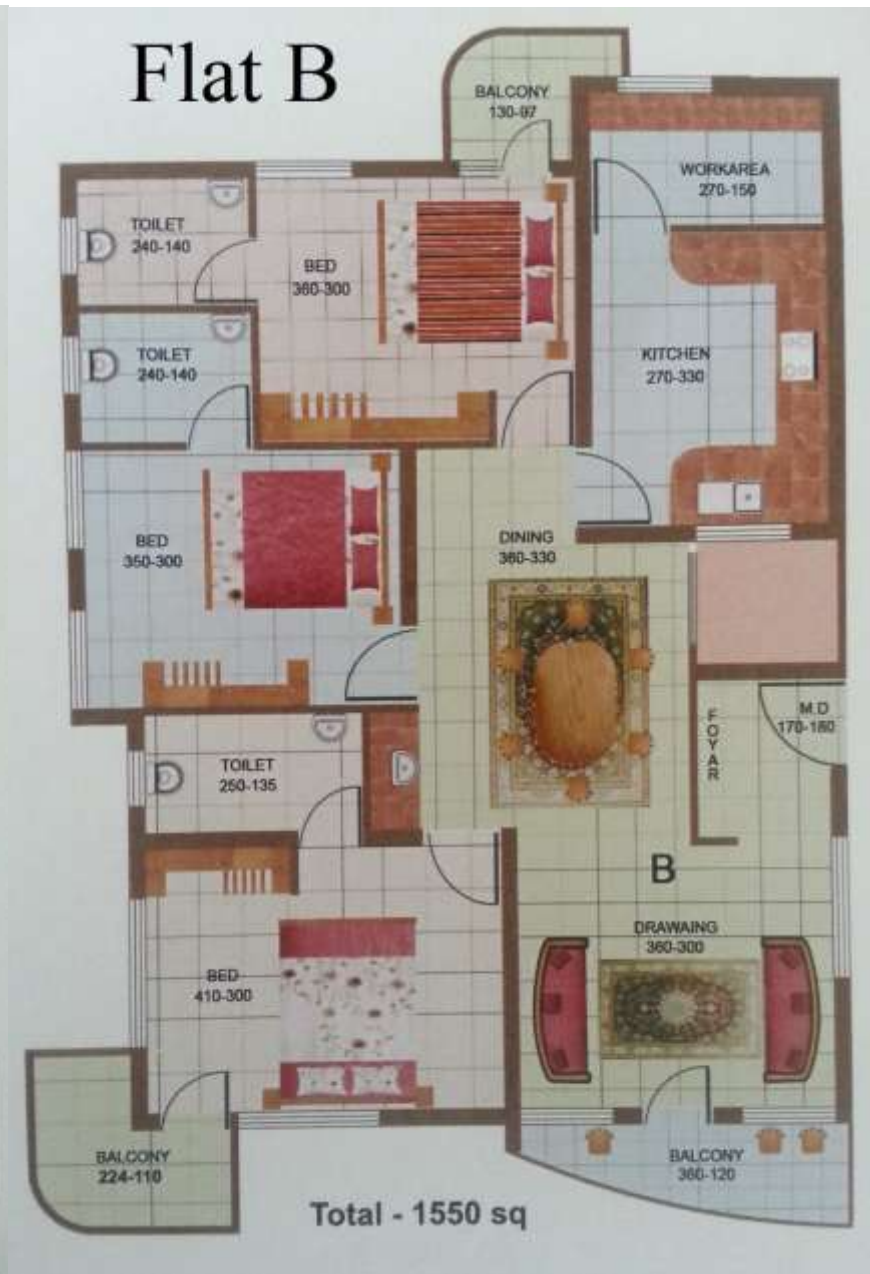 Flat B
BALCONY
130-97
WORKAREA
270-150
TOILET
240-140
BED
360-300
TOILET
240-140
KITCHEN
270-330
BED
350-300
DINING
360-330
M.D
170-180
FOYAR
TOILET
250-135
B
DRAWAING
360-300
BED
410-300
BALCONY
224-110
BALCONY
360-120
Total - 1550 sq